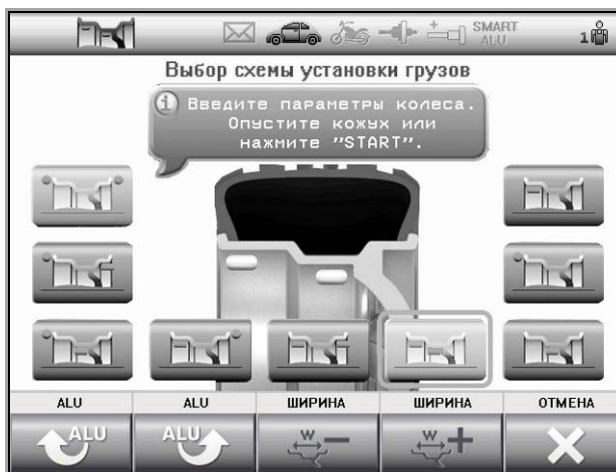 SMART
ALU
1
Выбор схемы установки грузов
Введите параметры колеса.
Опустите кожух или
нажмите "START".
ALU ALU ШИРИНА ШИРИНА ОТМЕНА
ALU ALU W W